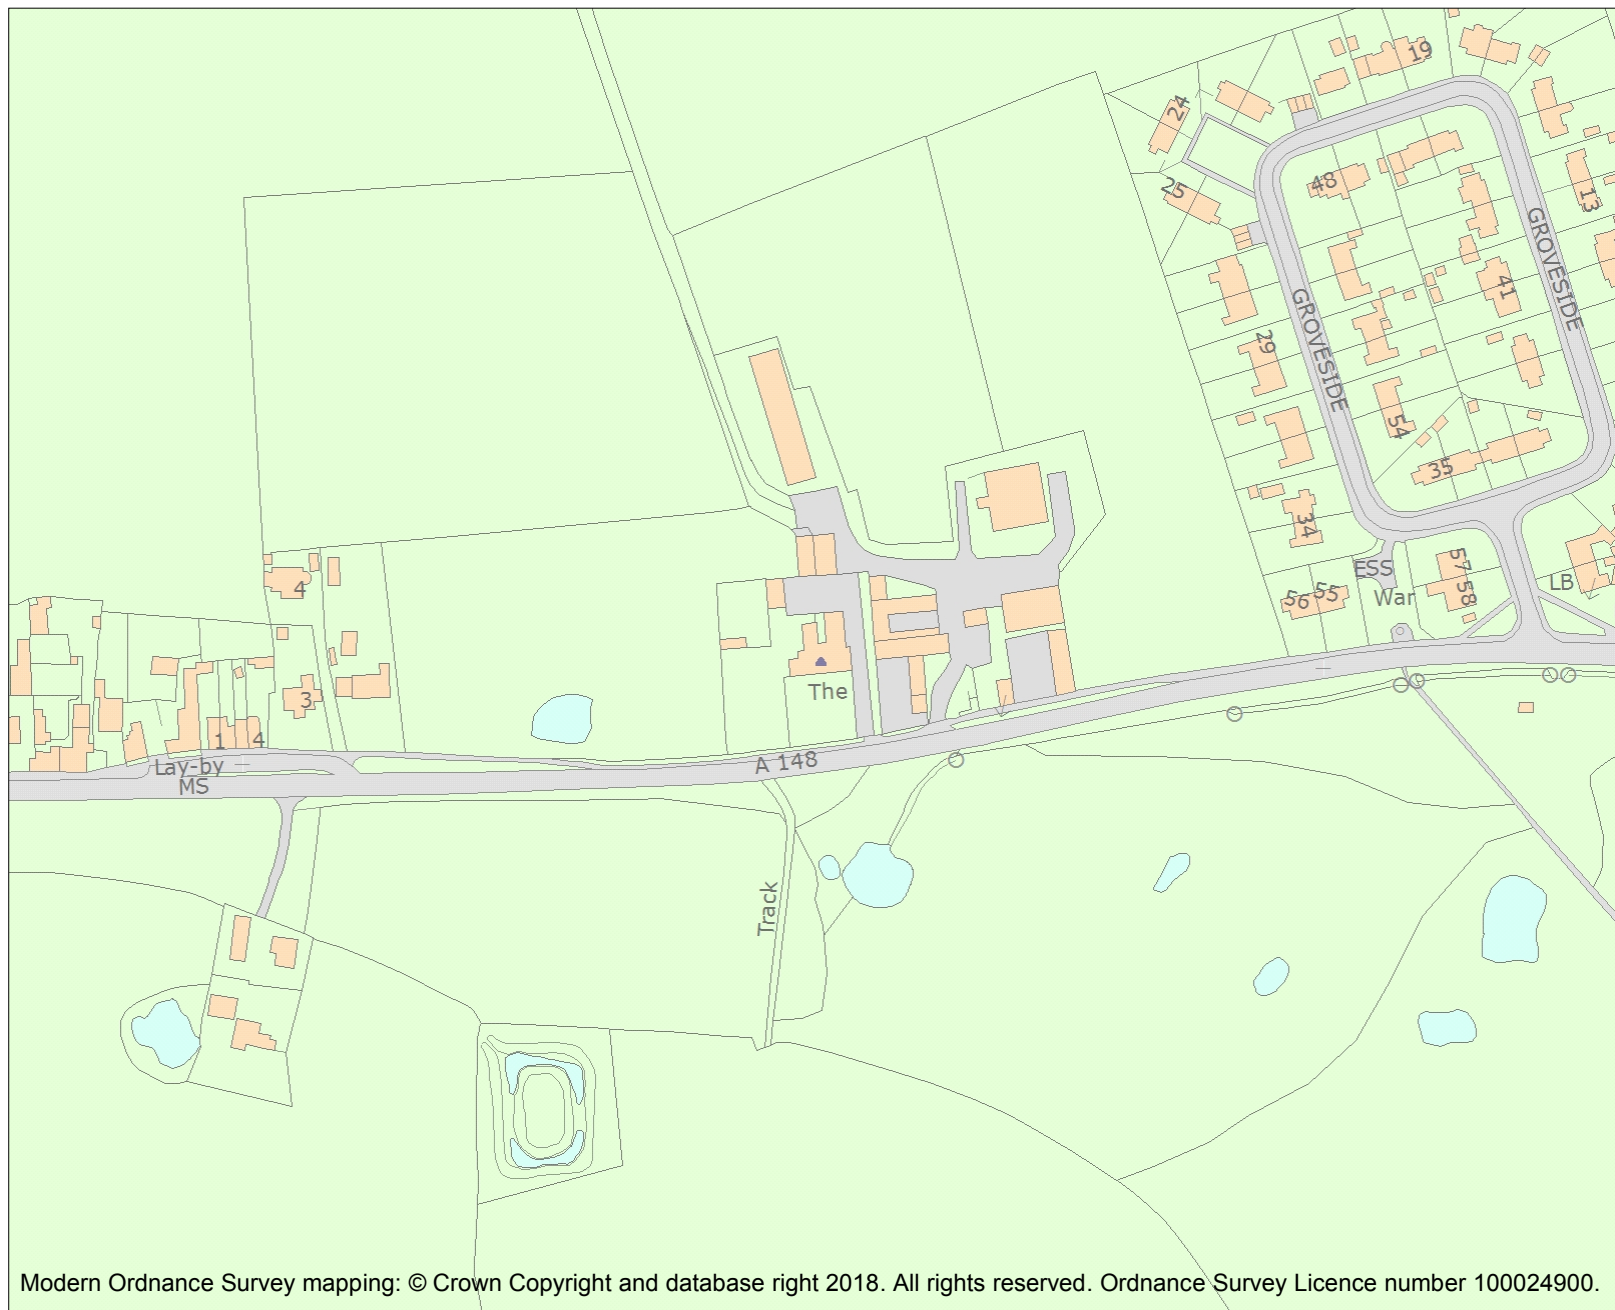 19
24
48
25
13
GROVESIDE
GROVESIDE
41
29
54
35
34
ESS
57
58
LB
56
55
War
4
The
3
1
4
Lay-by
MS
A 148
Track
Modern Ordnance Survey mapping: © Crown Copyright and database right 2018. All rights reserved. Ordnance Survey Licence number 100024900.